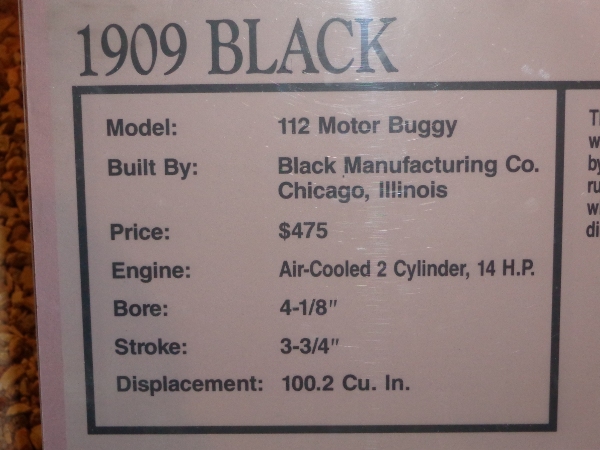 1909 BLACK
Model: 112 Motor Buggy
Built By: Black Manufacturing Co.
Chicago, Illinois
Price: $475
Engine: Air-Cooled 2 Cylinder, 14 H.P.
Bore: 4-1/8"
Stroke: 3-3/4"
Displacement: 100.2 Cu. In.